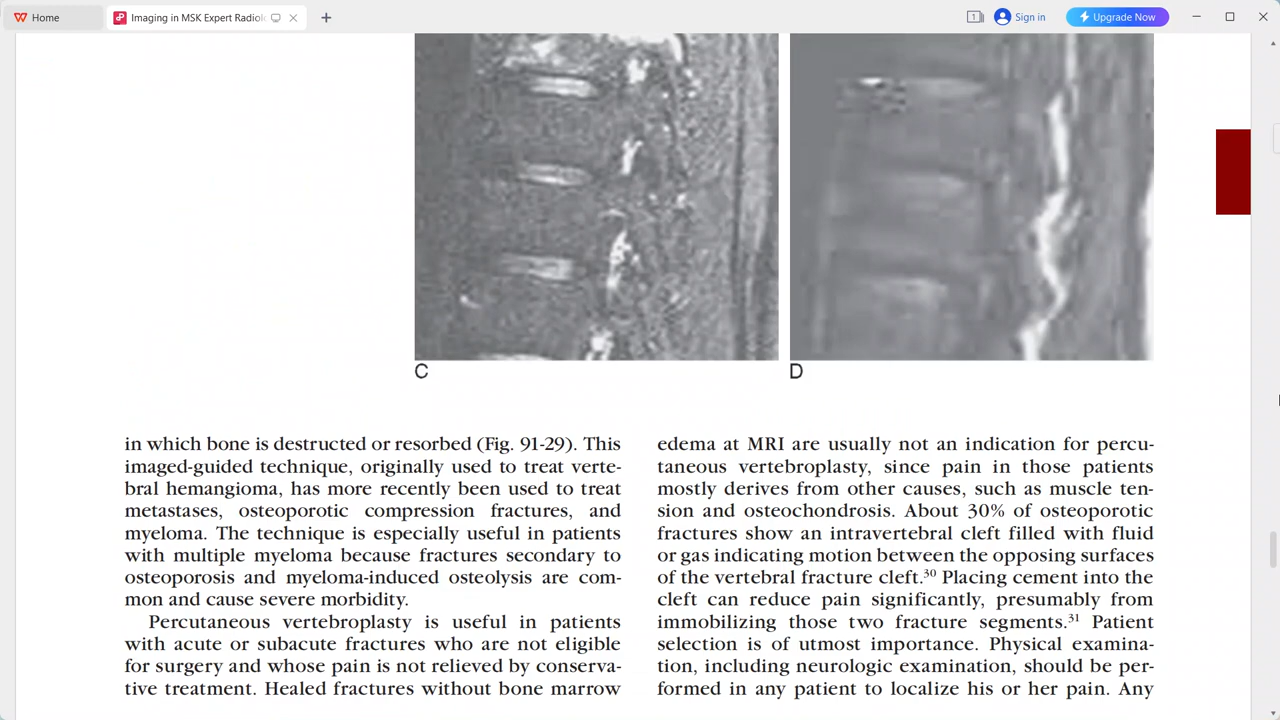 Home
Imaging in MSK Expert Radiolo
1
Sign in
Upgrade Now
C
D
in which bone is destructed or resorbed (Fig. 91-29). This
imaged-guided technique, originally used to treat verte-
bral hemangioma, has more recently been used to treat
metastases, osteoporotic compression fractures, and
myeloma. The technique is especially useful in patients
with multiple myeloma because fractures secondary to
osteoporosis and myeloma-induced osteolysis are com-
mon and cause severe morbidity.
Percutaneous vertebroplasty is useful in patients
with acute or subacute fractures who are not eligible
for surgery and whose pain is not relieved by conserva-
tive treatment. Healed fractures without bone marrow
edema at MRI are usually not an indication for percu-
taneous vertebroplasty, since pain in those patients
mostly derives from other causes, such as muscle ten-
sion and osteochondrosis. About 30% of osteoporotic
fractures show an intravertebral cleft filled with fluid
or gas indicating motion between the opposing surfaces
of the vertebral fracture cleft.30 Placing cement into the
cleft can reduce pain significantly, presumably from
immobilizing those two fracture segments.31 Patient
selection is of utmost importance. Physical examina-
tion, including neurologic examination, should be per-
formed in any patient to localize his or her pain. Any